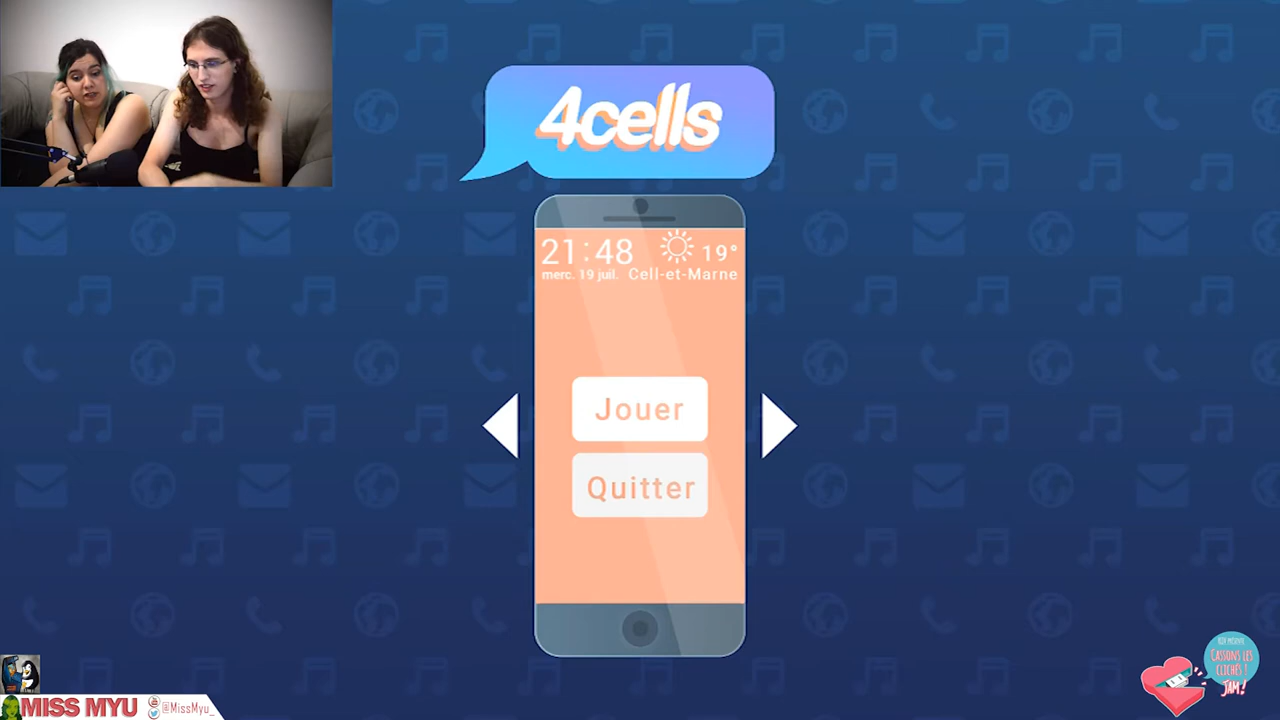 4cells
21:48
19°
merc. 19 juil. Cell-et-Marne
Jouer
Quitter
CASSONS LES
CLICHÉS !
JAM!
MISS MYU
@MissMyu_